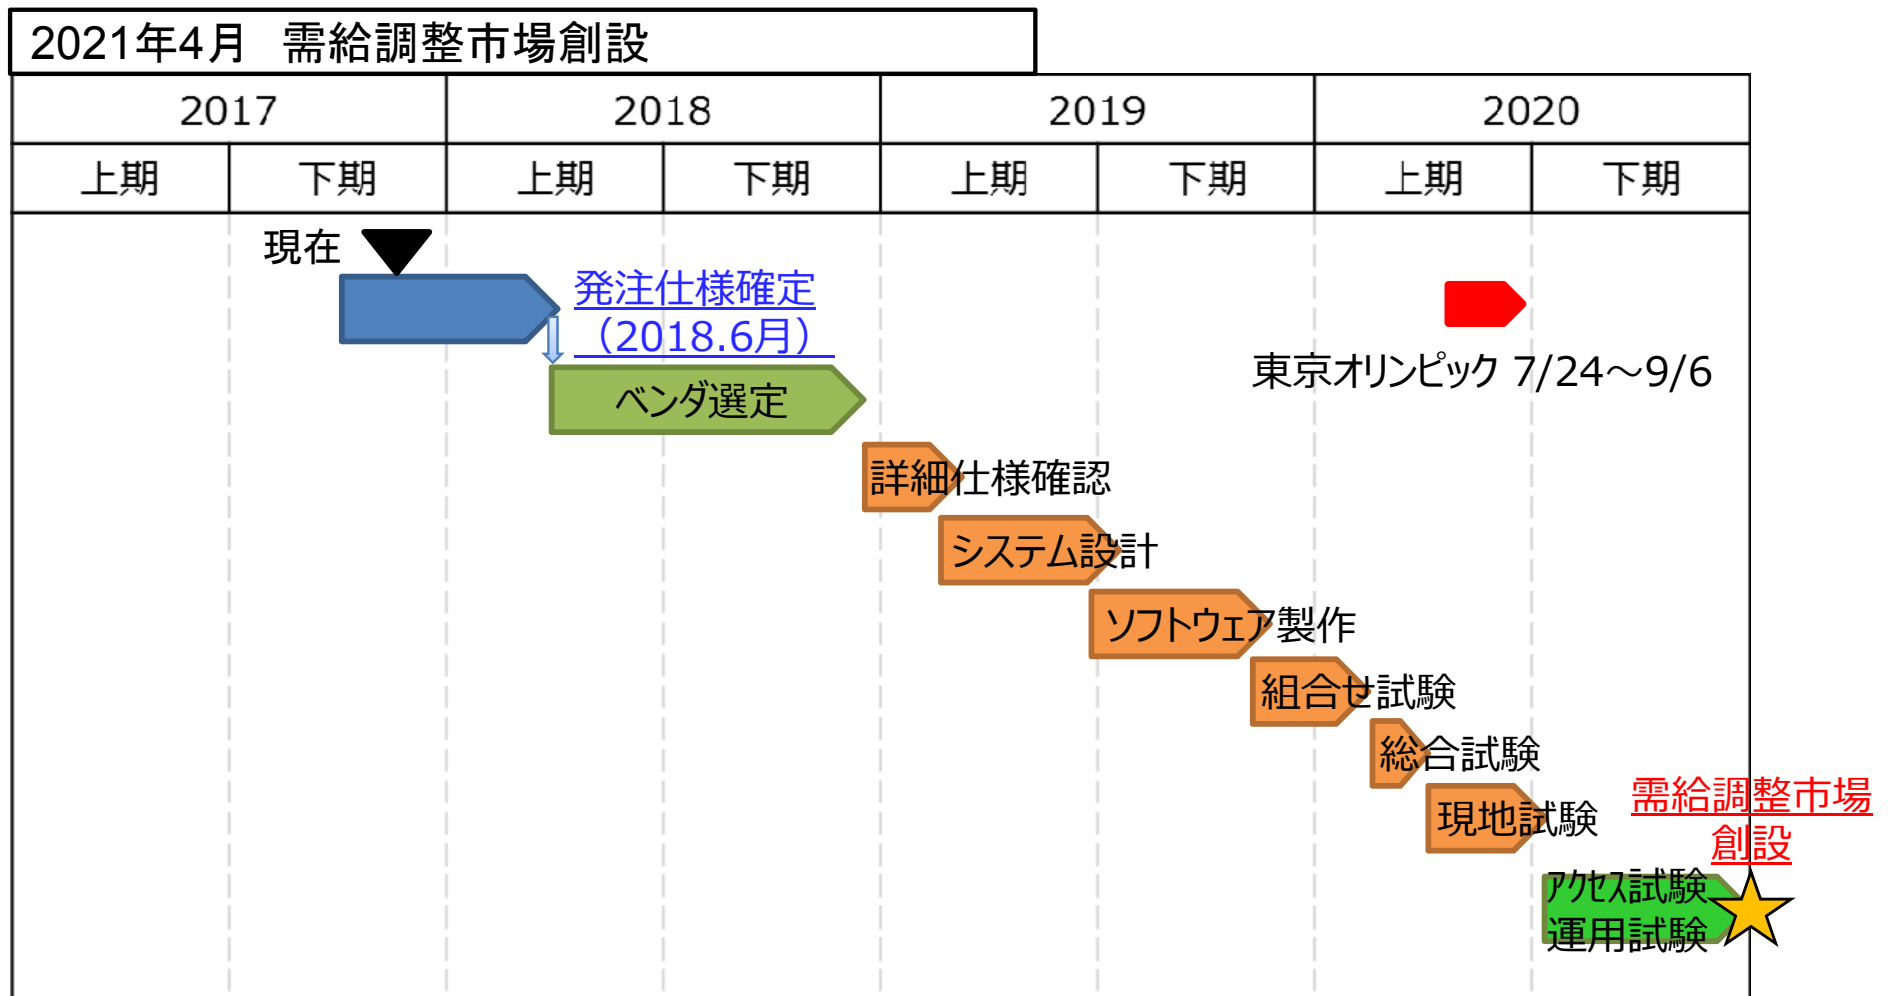 2021年4月　需給調整市場創設
2017 2018 2019 2020
上期 下期 上期 下期 上期 下期 上期 下期
現在
発注仕様確定
（2018.6月）
東京オリンピック 7/24～9/6
ベンダ選定
詳細仕様確認
システム設計
ソフトウェア製作
組合せ試験
総合試験
現地試験
需給調整市場
創設
ｱｸｾｽ試験
運用試験